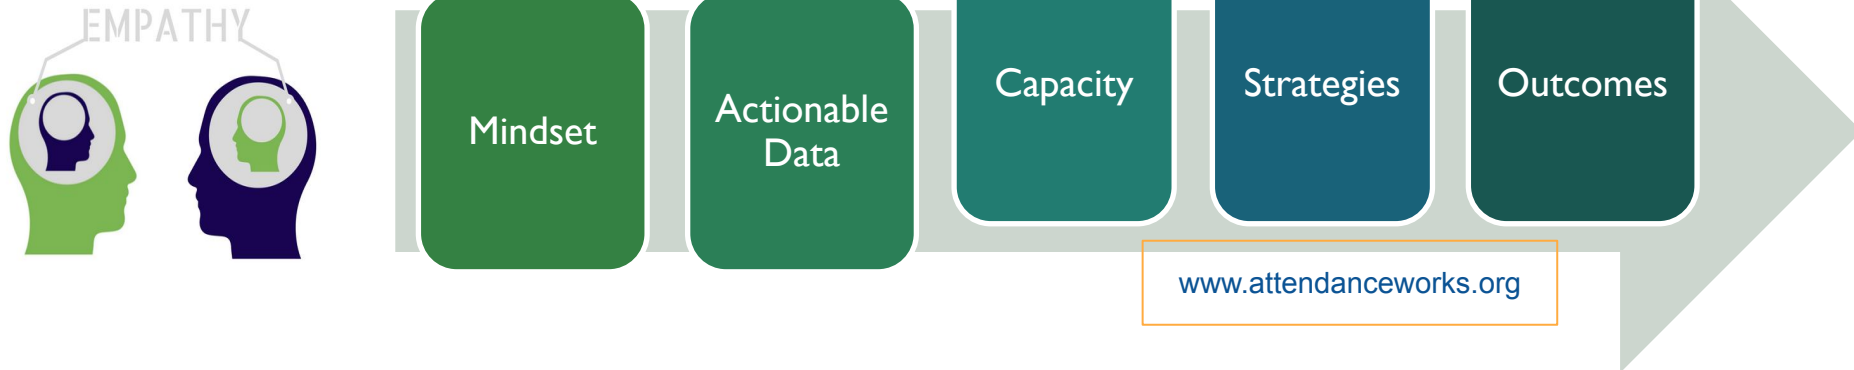 EMPATHY
Mindset
Actionable
Data
Capacity
Strategies
Outcomes
www.attendanceworks.org